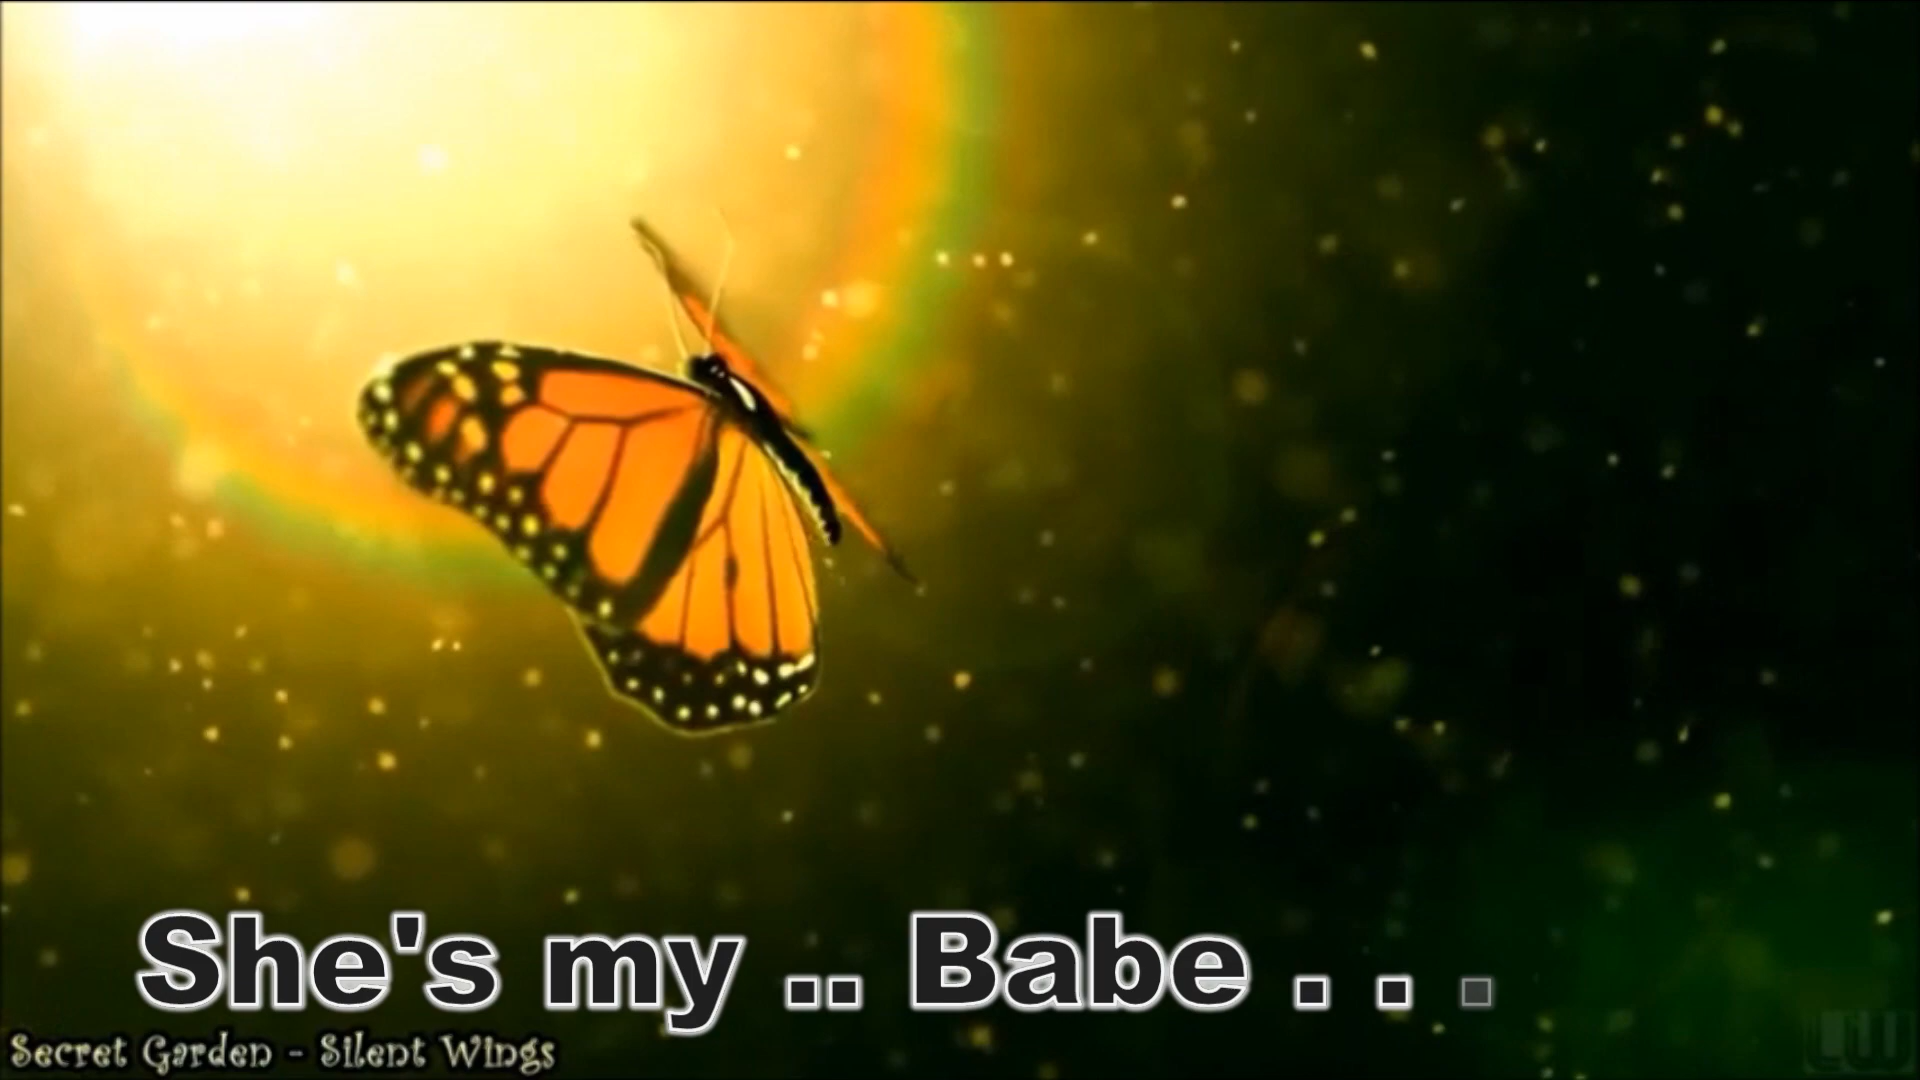 She's my .. Babe . . .
Secret Garden - Silent Wings